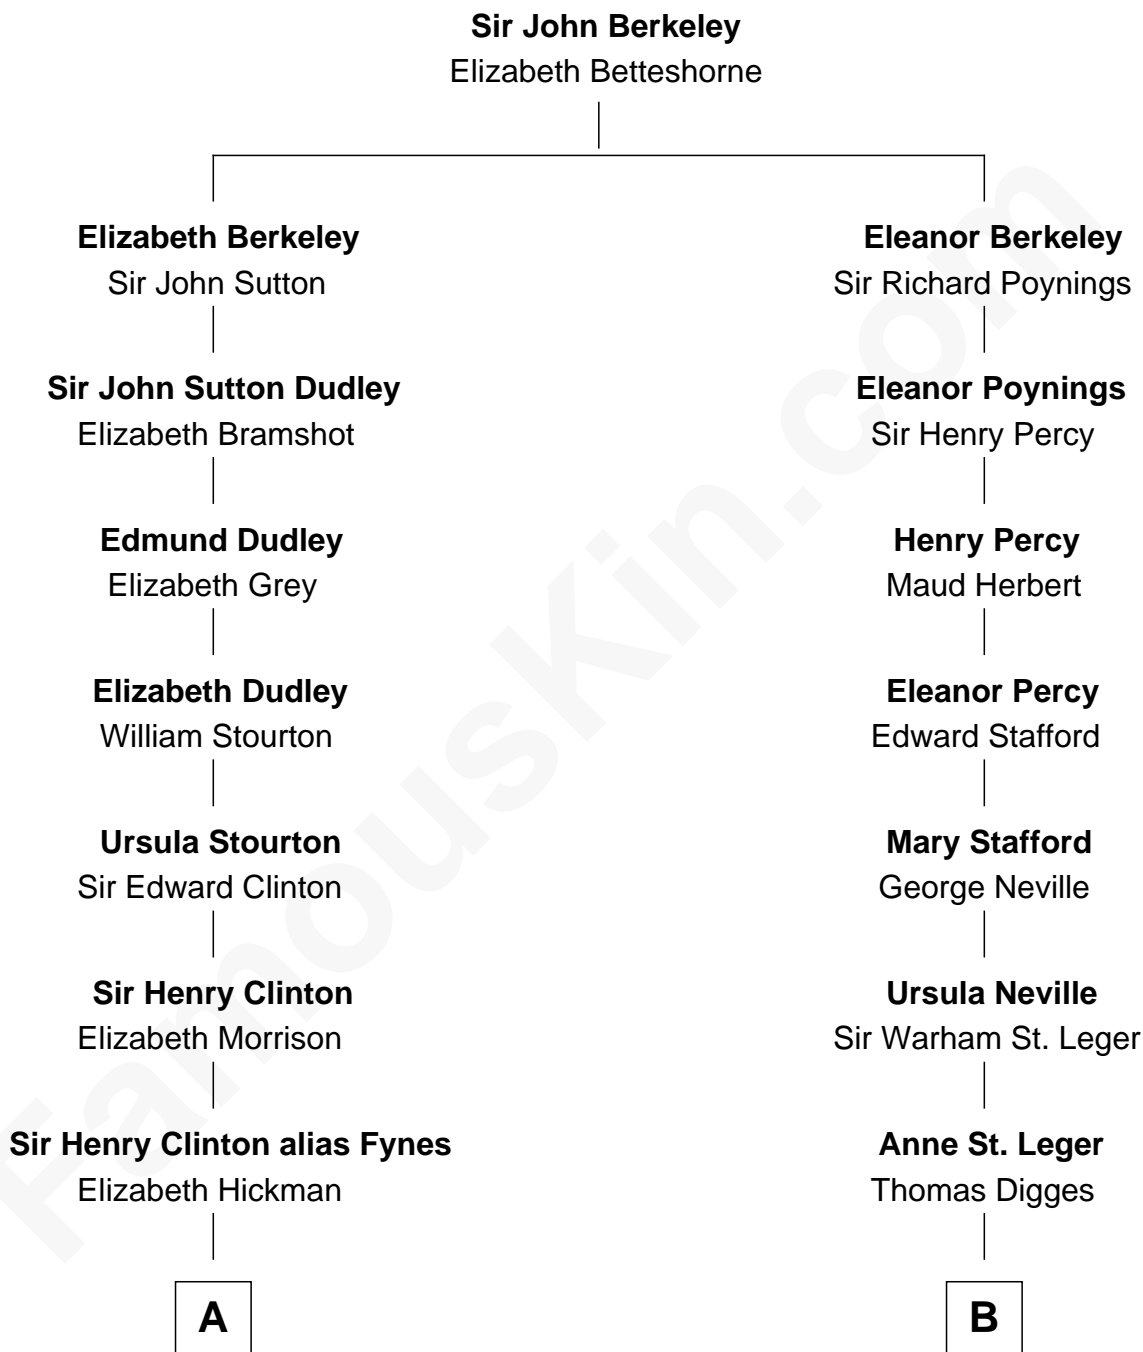 Sir John Berkeley
Elizabeth Betteshorne
Elizabeth Berkeley
Sir John Sutton
Eleanor Berkeley
Sir Richard Poynings
Sir John Sutton Dudley
Elizabeth Bramshot
Eleanor Poynings
Sir Henry Percy
Edmund Dudley
Elizabeth Grey
Henry Percy
Maud Herbert
Elizabeth Dudley
William Stourton
Eleanor Percy
Edward Stafford
Ursula Stourton
Sir Edward Clinton
Mary Stafford
George Neville
Sir Henry Clinton
Elizabeth Morrison
Ursula Neville
Sir Warham St. Leger
Sir Henry Clinton alias Fynes
Elizabeth Hickman
Anne St. Leger
Thomas Digges
A
B
FamousKin.com